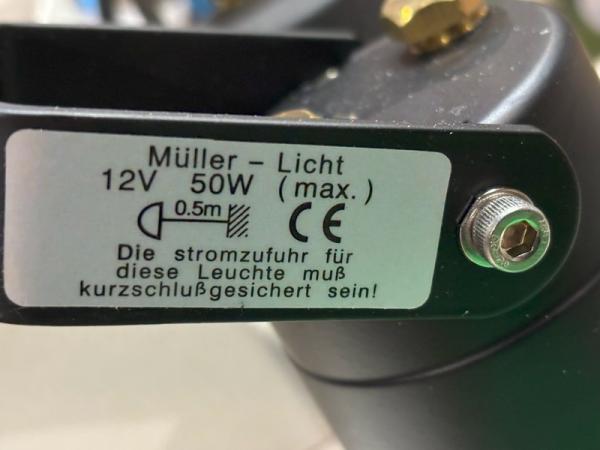 Müller – Licht
12V 50W (max.)
0.5m CE
Die stromzufuhr für
diese Leuchte muß
kurzschlußgesichert sein!